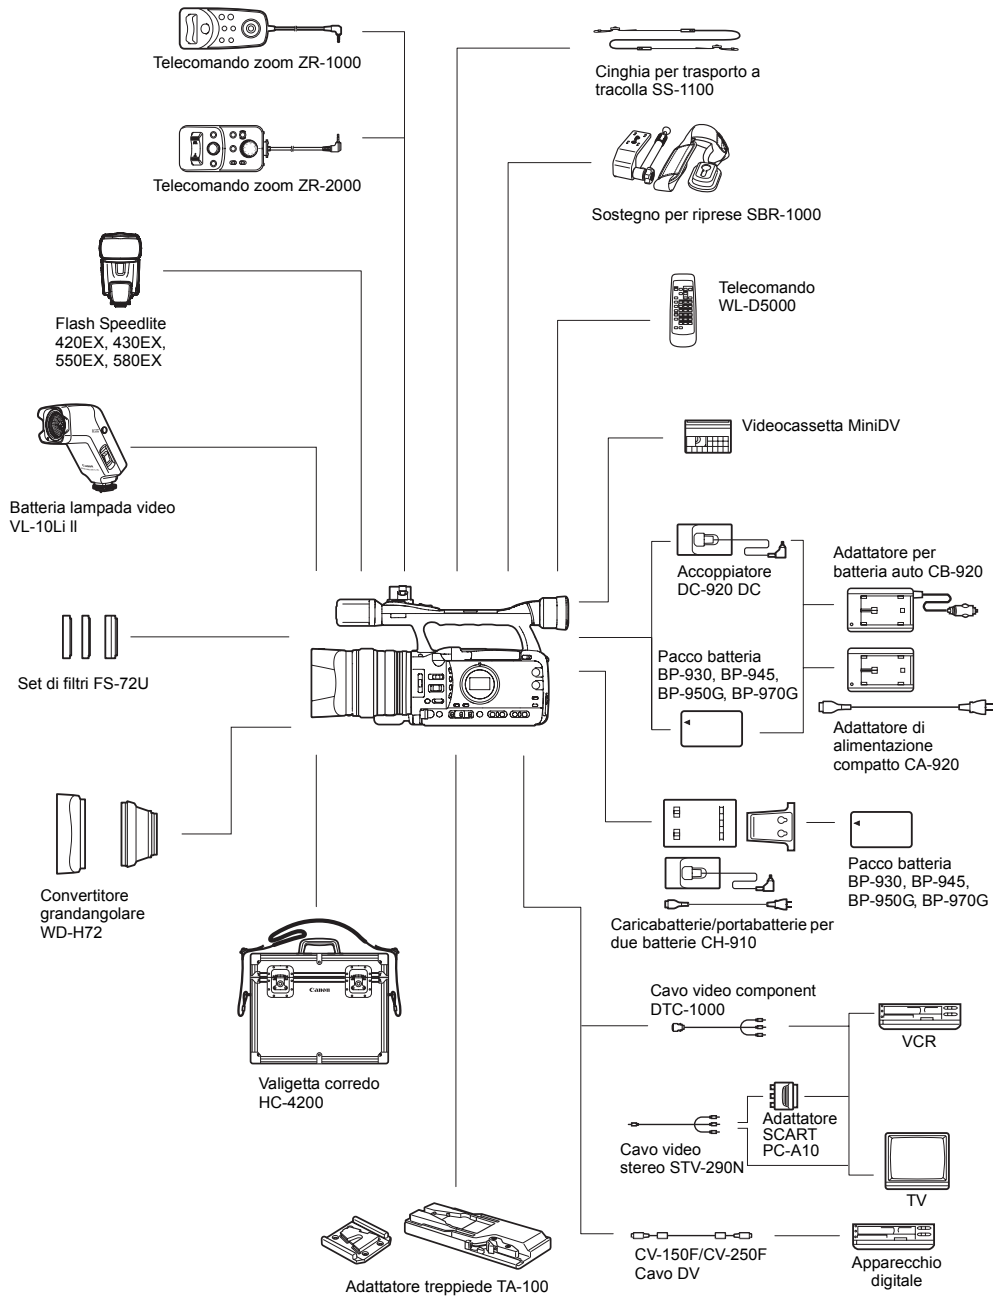 Telecomando zoom ZR-1000
Cinghia per trasporto a
tracolla SS-1100
Telecomando zoom ZR-2000
Sostegno per riprese SBR-1000
Flash Speedlite
420EX, 430EX,
550EX, 580EX
Telecomando
WL-D5000
Videocassetta MiniDV
Canon
Batteria lampada video
VL-10Li II
Accoppiatore
DC-920 DC
Adattatore per
batteria auto CB-920
Set di filtri FS-72U
Pacco batteria
BP-930, BP-945,
BP-950G, BP-970G
Adattatore di
alimentazione
compatto CA-920
Convertitore
grandangolare
WD-H72
Pacco batteria
BP-930, BP-945,
BP-950G, BP-970G
Caricabatterie/portabatterie per
due batterie CH-910
Canon
Valigetta corredo
HC-4200
Cavo video component
DTC-1000
VCR
Adattatore
SCART
PC-A10
Cavo video
stereo STV-290N
TV
CV-150F/CV-250F
Cavo DV
Apparecchio
digitale
Adattatore treppiede TA-100